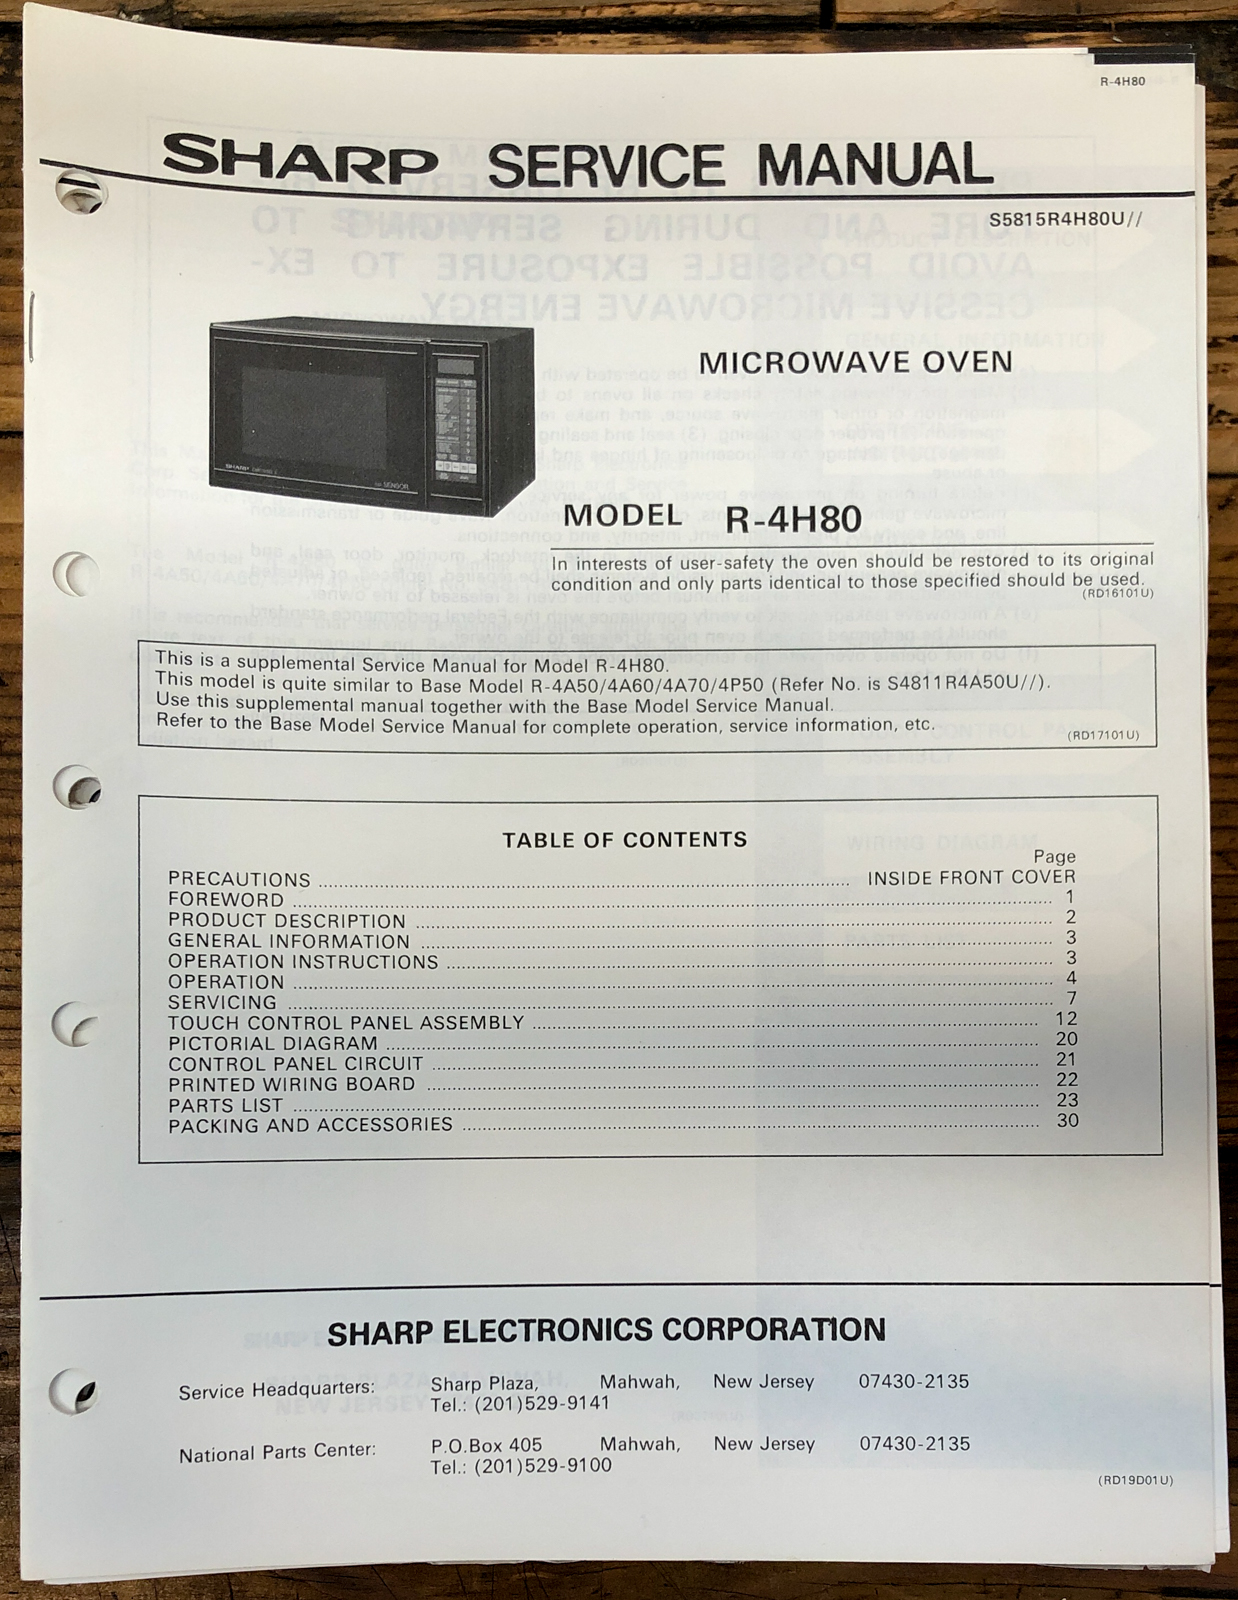 R-4H80
SHARP SERVICE MANUAL
S5815R4H80U//
MICROWAVE OVEN
SHARP
SENSOR
MODEL R-4H80
In interests of user-safety the oven should be restored to its original
condition and only parts identical to those specified should be used.
(RD16101U)
This is a supplemental Service Manual for Model R-4H80.
This model is quite similar to Base Model R-4A50/4A60/4A70/4P50 (Refer No. is S4811R4A50U//).
Use this supplemental manual together with the Base Model Service Manual.
Refer to the Base Model Service Manual for complete operation, service information, etc.
(RD17101U)
TABLE OF CONTENTS
Page
PRECAUTIONS ........ INSIDE FRONT COVER
FOREWORD ........ 1
PRODUCT DESCRIPTION ........ 2
GENERAL INFORMATION ........ 3
OPERATION INSTRUCTIONS ........ 3
OPERATION ........ 4
SERVICING ........ 7
TOUCH CONTROL PANEL ASSEMBLY ........ 12
PICTORIAL DIAGRAM ........ 20
CONTROL PANEL CIRCUIT ........ 21
PRINTED WIRING BOARD ........ 22
PARTS LIST ........ 23
PACKING AND ACCESSORIES ........ 30
SHARP ELECTRONICS CORPORATION
Service Headquarters: Sharp Plaza, Mahwah, New Jersey 07430-2135
Tel.: (201)529-9141
National Parts Center: P.O.Box 405 Mahwah, New Jersey 07430-2135
Tel.: (201)529-9100
(RD19D01U)